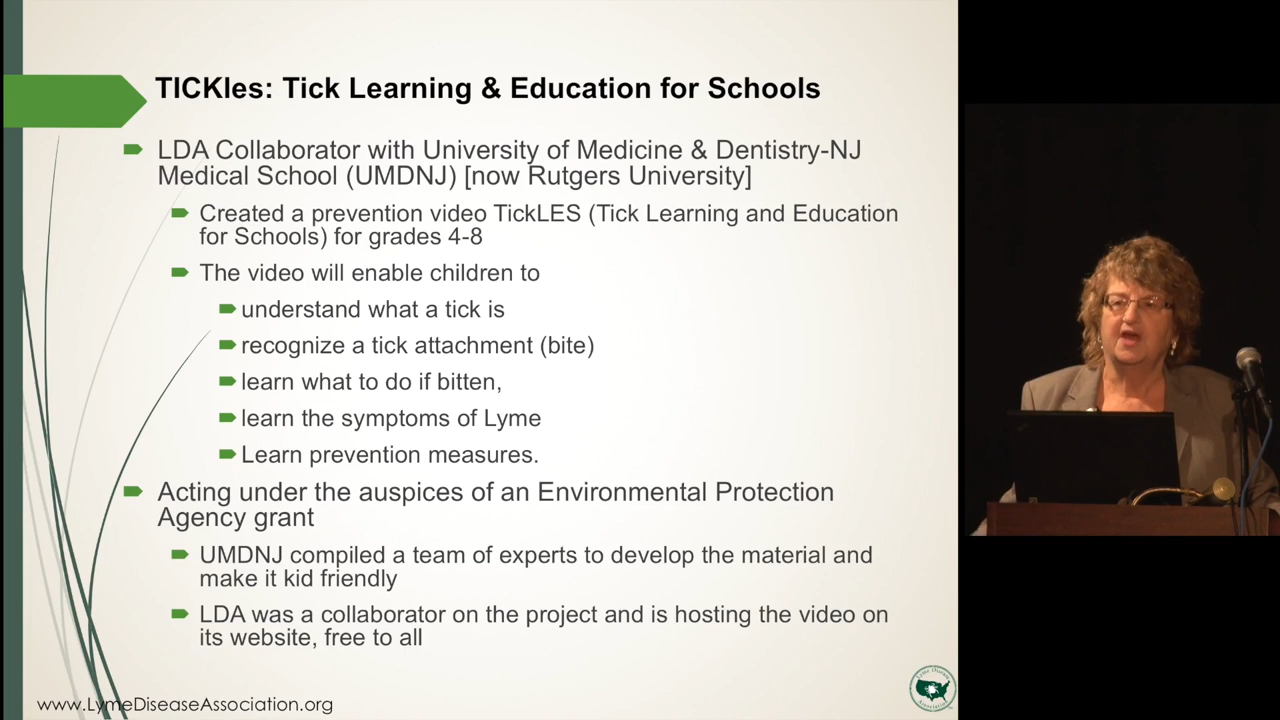 TICKles: Tick Learning & Education for Schools
LDA Collaborator with University of Medicine & Dentistry-NJ
Medical School (UMDNJ) [now Rutgers University]
Created a prevention video TickLES (Tick Learning and Education
for Schools) for grades 4-8
The video will enable children to
understand what a tick is
recognize a tick attachment (bite)
learn what to do if bitten,
learn the symptoms of Lyme
Learn prevention measures.
Acting under the auspices of an Environmental Protection
Agency grant
UMDNJ compiled a team of experts to develop the material and
make it kid friendly
LDA was a collaborator on the project and is hosting the video on
its website, free to all
www.LymeDiseaseAssociation.org
Lyme Disease
Association